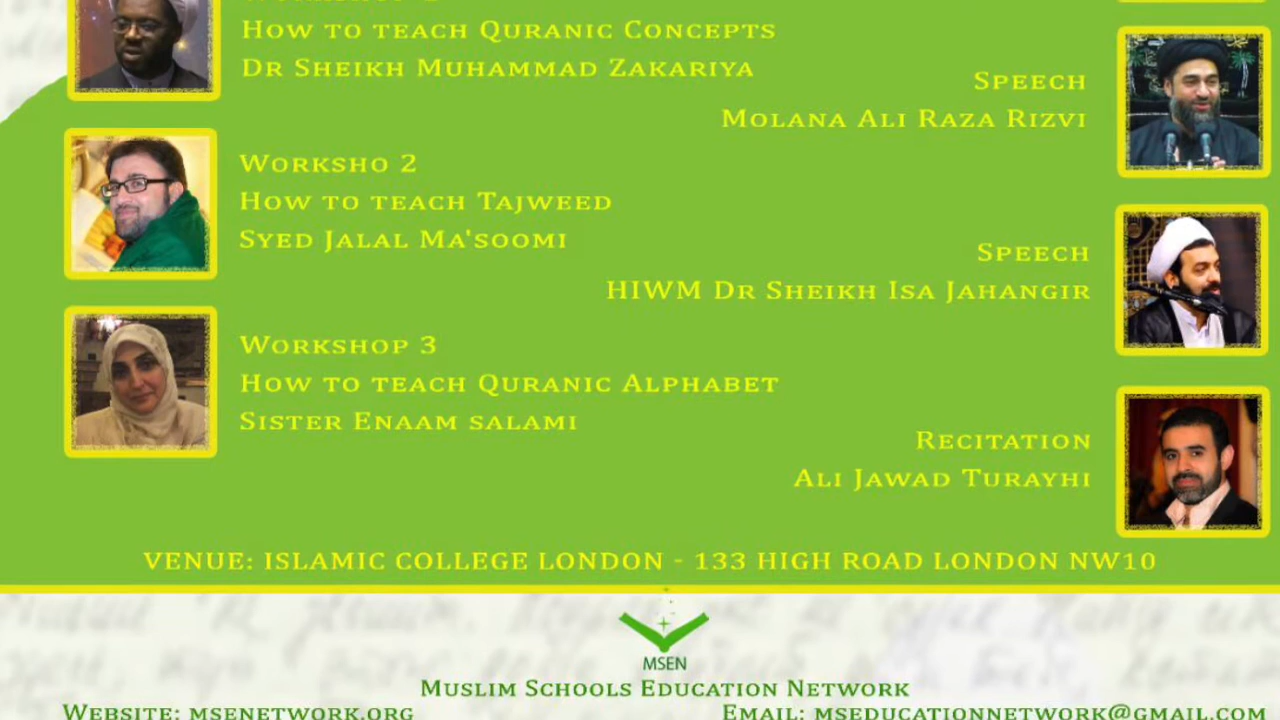 How to teach Quranic Concepts
Dr Sheikh Muhammad Zakariya
Speech
Molana Ali Raza Rizvi
Worksho 2
How to teach Tajweed
Syed Jalal Ma'soomi
Speech
HIWM Dr Sheikh Isa Jahangir
Workshop 3
How to teach Quranic Alphabet
Sister Enaam salami
Recitation
Ali Jawad Turayhi
VENUE: ISLAMIC COLLEGE LONDON - 133 HIGH ROAD LONDON NW10
MSEN
Muslim Schools Education Network
Website: msenetwork.org
Email: mseducationnetwork@gmail.com